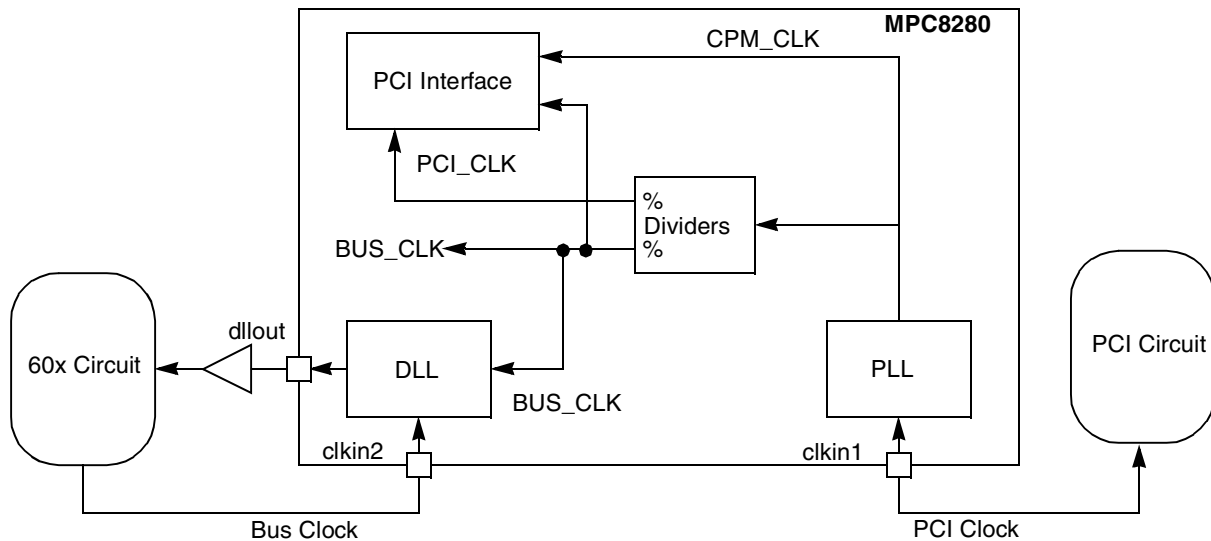 MPC8280
CPM_CLK
PCI Interface
PCI_CLK
%
Dividers
%
BUS_CLK
dllout
60x Circuit
DLL
BUS_CLK
PLL
PCI Circuit
clkin2
clkin1
Bus Clock
PCI Clock